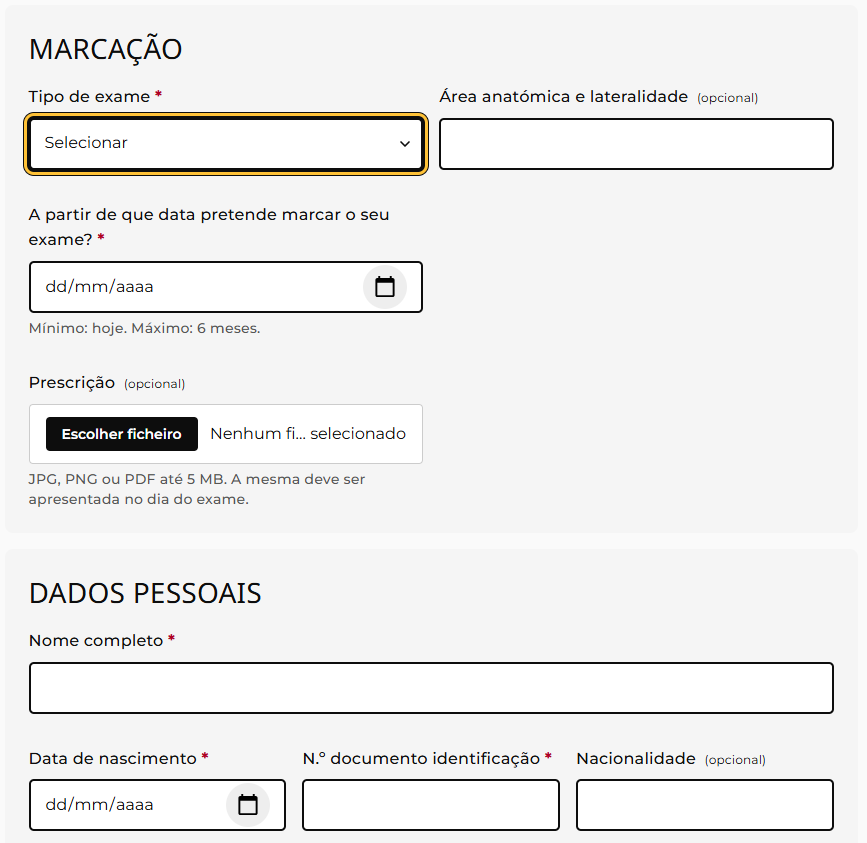 MARCAÇÃO
Tipo de exame *
Selecionar
Área anatómica e lateralidade (opcional)
A partir de que data pretende marcar o seu
exame? *
dd/mm/aaaa
Mínimo: hoje. Máximo: 6 meses.
Prescrição (opcional)
Escolher ficheiro Nenhum fi... selecionado
JPG, PNG ou PDF até 5 MB. A mesma deve ser
apresentada no dia do exame.
DADOS PESSOAIS
Nome completo *
Data de nascimento *
dd/mm/aaaa
N.º documento identificação *
Nacionalidade (opcional)